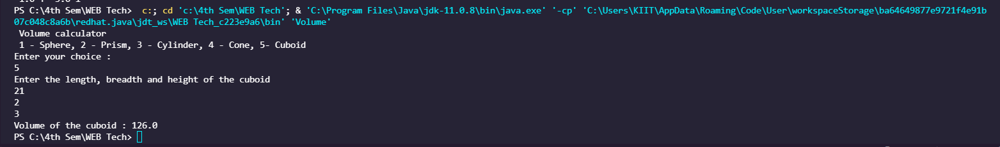 PS C:\4th Sem\WEB Tech>  c:; cd 'c:\4th Sem\WEB Tech'; & 'C:\Program Files\Java\jdk-11.0.8\bin\java.exe' '-cp' 'C:\Users\KIIT\AppData\Roaming\Code\User\workspaceStorage\ba64649877e9721f4e91b
07c048c8a6b\redhat.java\jdt_ws\WEB Tech_c223e9a6\bin' 'Volume'
 Volume calculator
 1 - Sphere, 2 - Prism, 3 - Cylinder, 4 - Cone, 5- Cuboid
Enter your choice :
5
Enter the length, breadth and height of the cuboid
21
2
3
Volume of the cuboid : 126.0
PS C:\4th Sem\WEB Tech>